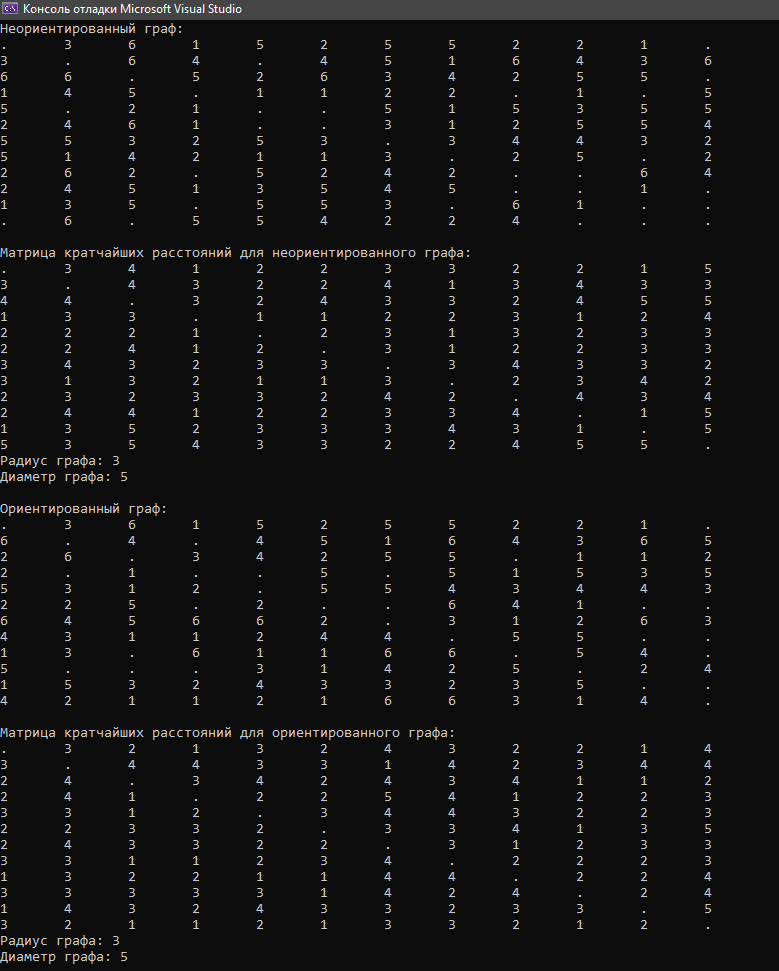 Консоль отладки Microsoft Visual Studio
Неориентированный граф:
. 3 6 1 5 2 5 5 2 2 1 .
3 . 6 4 . 4 5 1 6 4 3 6
6 6 . 5 2 6 3 4 2 5 5 .
1 4 5 . 1 1 2 2 . 1 . 5
5 . 2 1 . . 5 1 5 3 5 5
2 4 6 1 . . 3 1 2 5 5 4
5 5 3 2 5 3 . 3 4 4 3 2
5 1 4 2 1 1 3 . 2 5 . 2
2 6 2 . 5 2 4 2 . . 6 4
2 4 5 1 3 5 4 5 . . 1 .
1 3 5 . 5 5 3 . 6 1 . .
. 6 . 5 5 4 2 2 4 . . .
Матрица кратчайших расстояний для неориентированного графа:
. 3 4 1 2 2 3 3 2 2 1 5
3 . 4 3 2 2 4 1 3 4 3 3
4 4 . 3 2 4 3 3 2 4 5 5
1 3 3 . 1 1 2 2 3 1 2 4
2 2 2 1 . 2 3 1 3 2 3 3
2 2 4 1 2 . 3 1 2 2 3 3
3 4 3 2 3 3 . 3 4 3 3 2
3 1 3 2 1 1 3 . 2 3 4 2
2 3 2 3 3 2 4 2 . 4 3 4
2 4 4 1 2 2 3 3 4 . 1 5
1 3 5 2 3 3 3 4 3 1 . 5
5 3 5 4 3 3 2 2 4 5 5 .
Радиус графа: 3
Диаметр графа: 5
Ориентированный граф:
. 3 6 1 5 2 5 5 2 2 1 .
6 . 4 . 4 5 1 6 4 3 6 5
2 6 . 3 4 2 5 5 . 1 1 2
2 . 1 . . 5 . 5 1 5 3 5
5 3 1 2 . 5 5 4 3 4 4 3
2 2 5 . 2 . . 6 4 1 . .
6 4 5 6 6 2 . 3 1 2 6 3
4 3 1 1 2 4 4 . 5 5 . .
1 3 . 6 1 1 6 6 . 5 4 .
5 . . . 3 1 4 2 5 . 2 4
1 5 3 2 4 3 3 2 3 5 . .
4 2 1 1 2 1 6 6 3 1 4 .
Матрица кратчайших расстояний для ориентированного графа:
. 3 2 1 3 2 4 3 2 2 1 4
3 . 4 4 3 3 1 4 2 3 4 4
2 4 . 3 4 2 4 3 4 1 1 2
2 4 1 . 2 2 5 4 1 2 2 3
3 3 1 2 . 3 4 4 3 2 2 3
2 2 3 3 2 . 3 3 4 1 3 5
2 4 3 3 2 2 . 3 1 2 3 3
3 3 1 1 2 3 4 . 2 2 2 3
1 3 2 2 1 1 4 4 . 2 2 4
3 3 3 3 3 1 4 2 4 . 2 4
1 4 3 2 4 3 3 2 3 3 . 5
3 2 1 1 2 1 3 3 2 1 2 .
Радиус графа: 3
Диаметр графа: 5